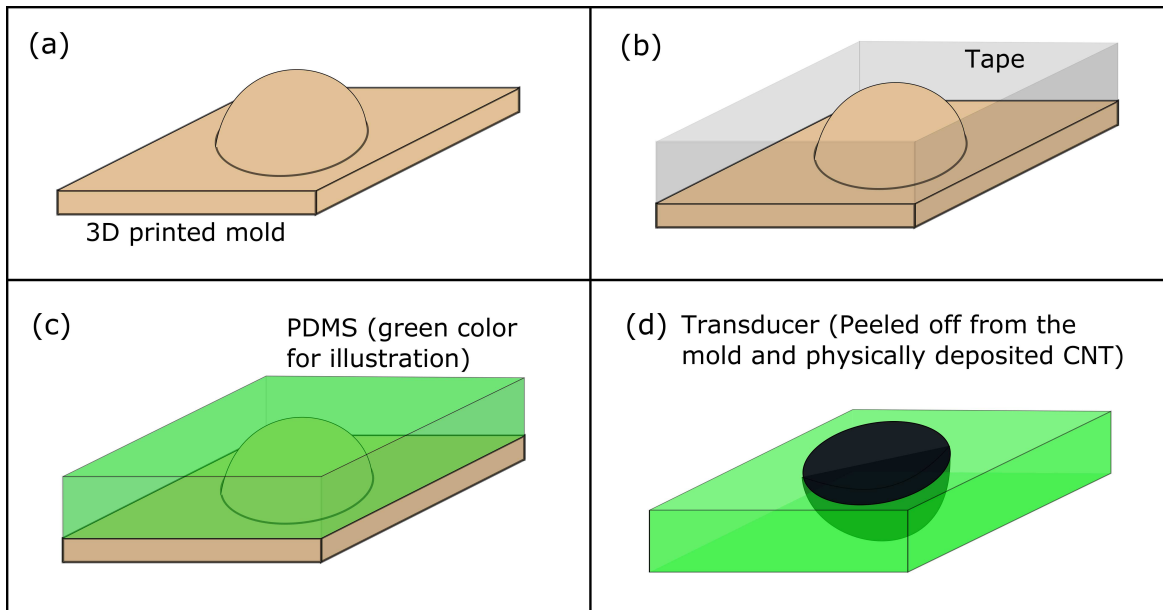 (a)
3D printed mold
(b)
Tape
(c)
PDMS (green color
for illustration)
(d)
Transducer (Peeled off from the
mold and physically deposited CNT)